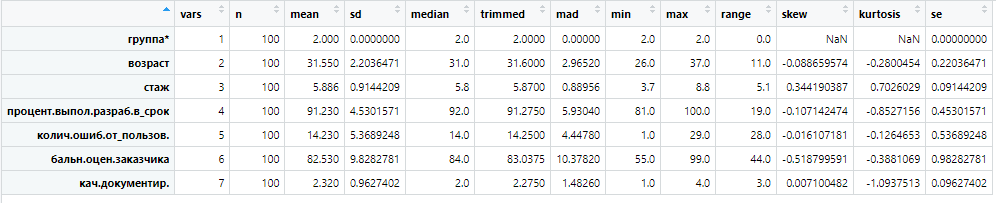 vars n mean sd median trimmed mad min max range skew kurtosis se
группа* 1 100 2.000 0.0000000 2.0 2.0000 0.00000 2.0 2.0 0.0 NaN NaN 0.00000000
возраст 2 100 31.550 2.2036471 31.0 31.6000 2.96520 26.0 37.0 11.0 -0.088659574 -0.2800454 0.22036471
стаж 3 100 5.886 0.9144209 5.8 5.8700 0.88956 3.7 8.8 5.1 0.344190387 0.7026029 0.09144209
процент.выпол.разраб.в_срок 4 100 91.230 4.5301571 92.0 91.2750 5.93040 81.0 100.0 19.0 -0.107142474 -0.8527156 0.45301571
колич.ошиб.от_пользов. 5 100 14.230 5.3689248 14.0 14.2500 4.44780 1.0 29.0 28.0 -0.016107181 -0.1264653 0.53689248
бальн.оцен.заказчика 6 100 82.530 9.8282781 84.0 83.0375 10.37820 55.0 99.0 44.0 -0.518799591 -0.3881069 0.98282781
кач.документир. 7 100 2.320 0.9627402 2.0 2.2750 1.48260 1.0 4.0 3.0 0.007100482 -1.0937513 0.09627402